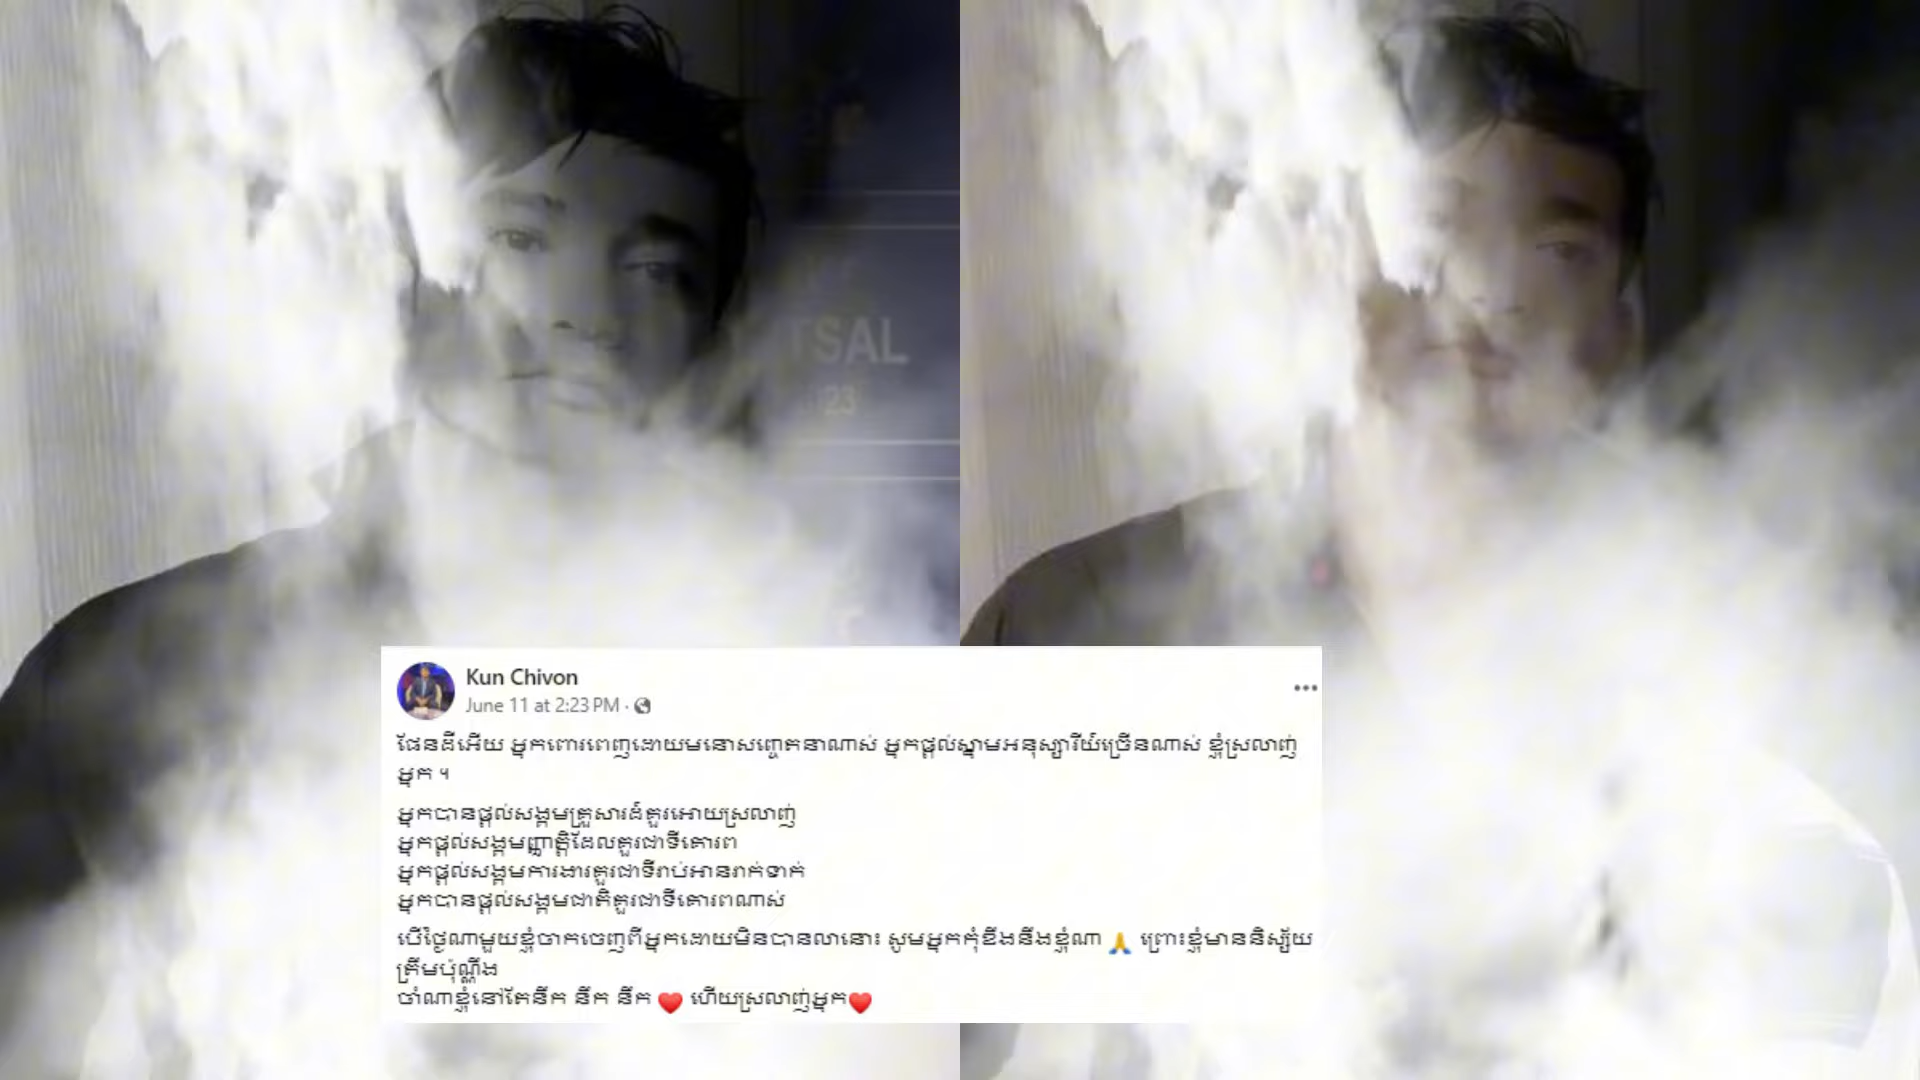 TSAL
23
Kun Chivon
June 11 at 2:23 PM ·
ផែនដីអើយ អ្នកពោរពេញដោយមនោសញ្ចេតនាណាស់ អ្នកផ្តល់ស្នាមអនុស្សាវរីយ៍ច្រើនណាស់ ខ្ញុំស្រលាញ់
អ្នក ។
អ្នកបានផ្តល់សង្គមគ្រួសារដ៏គួរអោយស្រលាញ់
អ្នកផ្តល់សង្គមញ្ញាត្តិដែលគួរជាទីគោរព
អ្នកផ្តល់សង្គមការងារគួរជាទីរាប់អានរាក់ទាក់
អ្នកបានផ្តល់សង្គមជាតិគួរជាទីគោរពណាស់
បើថ្ងៃណាមួយខ្ញុំចាកចេញពីអ្នកដោយមិនបានលានោះ សូមអ្នកកុំខឹងនឹងខ្ញុំណា 🙏 ព្រោះខ្ញុំមាននិស្ស័យ
ត្រឹមប៉ុណ្ណឹង
ចាំណាខ្ញុំនៅតែនឹក នឹក នឹក ❤️ ហើយស្រលាញ់អ្នក❤️